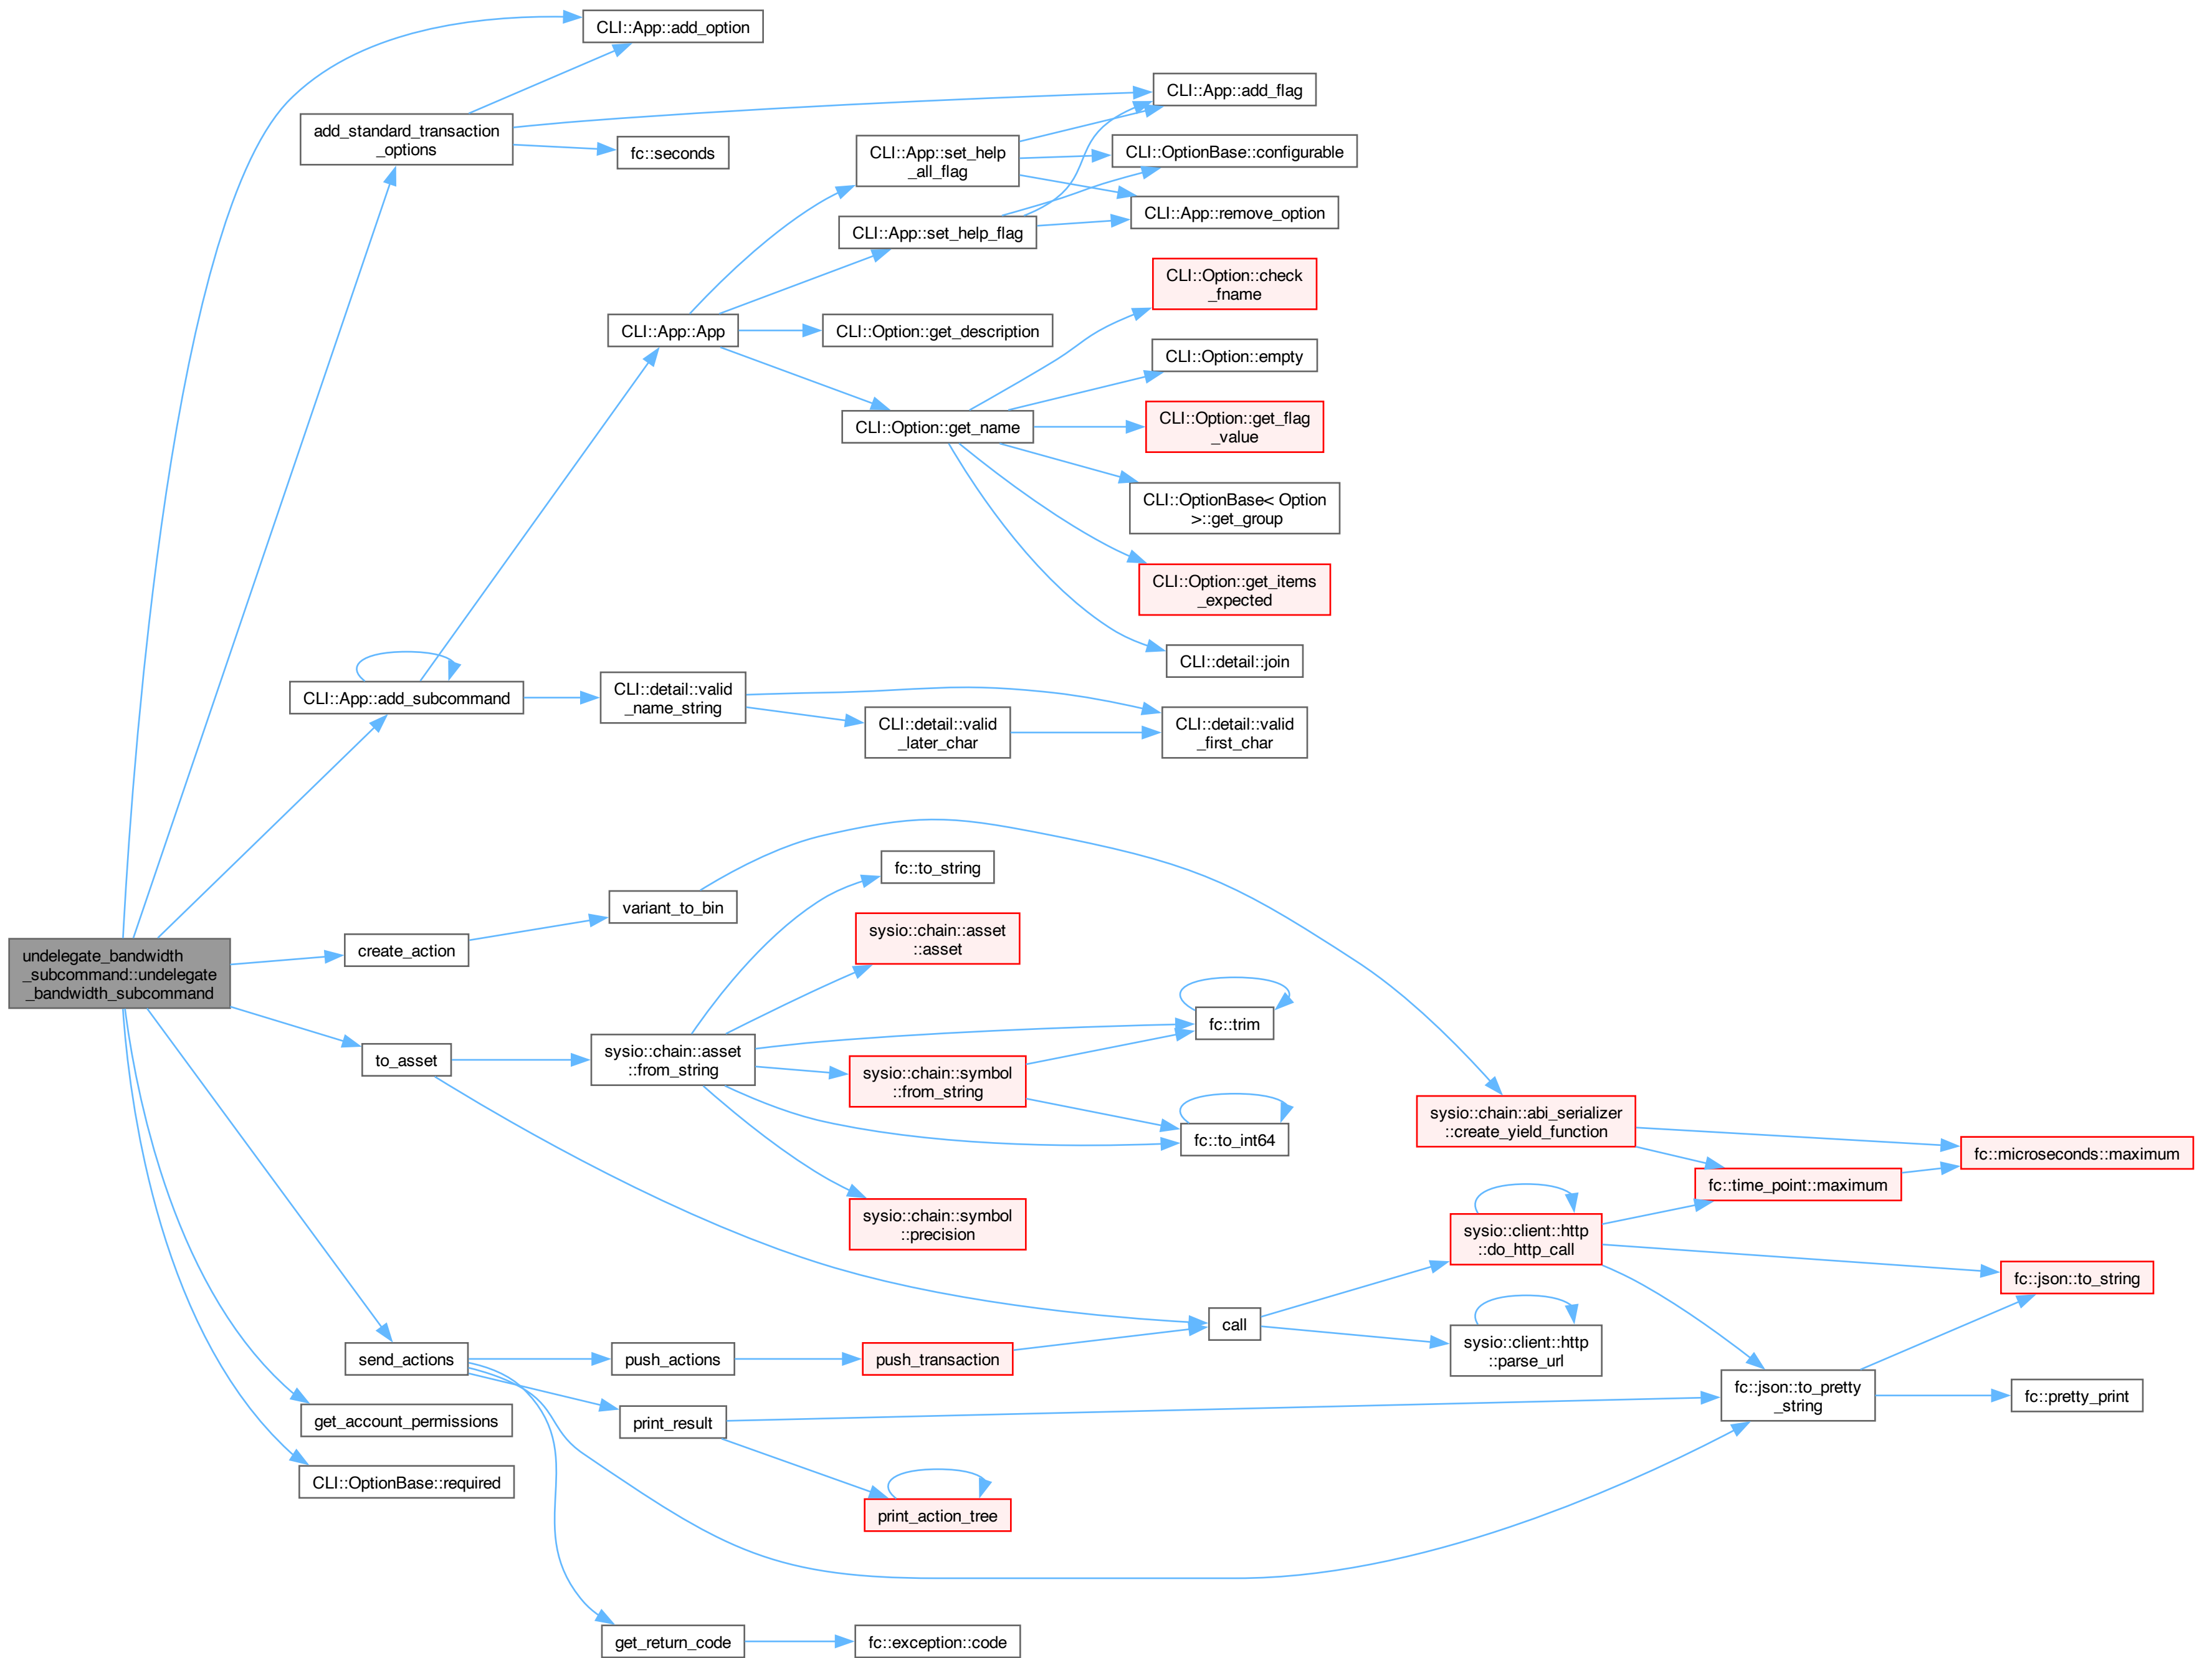 CLI::App::add_option
add_standard_transaction
_options
CLI::App::add_flag
fc::seconds
CLI::App::set_help
_all_flag
CLI::OptionBase::configurable
CLI::App::remove_option
CLI::App::set_help_flag
CLI::Option::check
_fname
CLI::App::App
CLI::Option::get_description
CLI::Option::empty
CLI::Option::get_name
CLI::Option::get_flag
_value
CLI::OptionBase< Option
>::get_group
CLI::Option::get_items
_expected
CLI::detail::join
CLI::App::add_subcommand
CLI::detail::valid
_name_string
CLI::detail::valid
_later_char
CLI::detail::valid
_first_char
fc::to_string
variant_to_bin
create_action
sysio::chain::asset
::asset
undelegate_bandwidth
_subcommand::undelegate
_bandwidth_subcommand
fc::trim
to_asset
sysio::chain::asset
::from_string
sysio::chain::symbol
::from_string
fc::to_int64
sysio::chain::abi_serializer
::create_yield_function
fc::microseconds::maximum
fc::time_point::maximum
sysio::chain::symbol
::precision
sysio::client::http
::do_http_call
fc::json::to_string
call
sysio::client::http
::parse_url
send_actions
push_actions
push_transaction
fc::json::to_pretty
_string
fc::pretty_print
get_account_permissions
print_result
CLI::OptionBase::required
print_action_tree
get_return_code
fc::exception::code